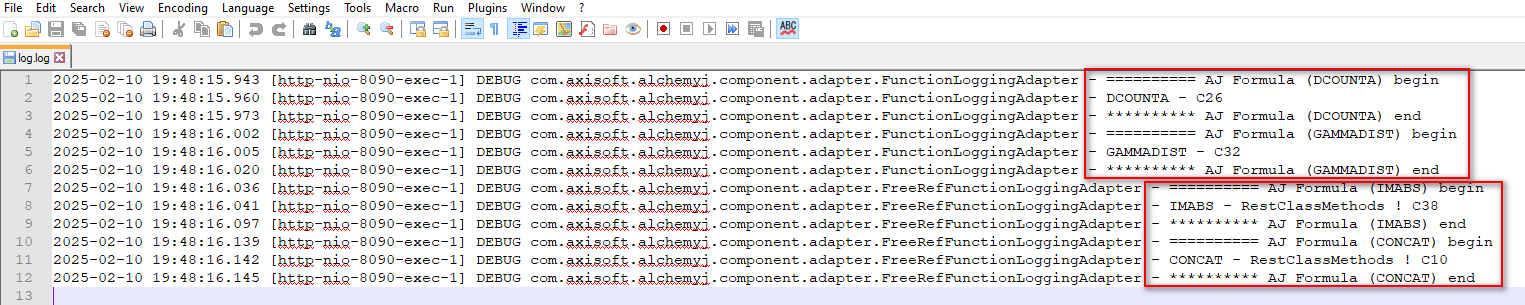 File Edit Search View Encoding Language Settings Tools Macro Run Plugins Window ?
ABC
log.log
1 2025-02-10 19:48:15.943 [http-nio-8090-exec-1] DEBUG com.axisoft.alchemyj.component.adapter.FunctionLoggingAdapter - ========== AJ Formula (DCOUNTA) begin
2 2025-02-10 19:48:15.960 [http-nio-8090-exec-1] DEBUG com.axisoft.alchemyj.component.adapter.FunctionLoggingAdapter - DCOUNTA - C26
3 2025-02-10 19:48:15.973 [http-nio-8090-exec-1] DEBUG com.axisoft.alchemyj.component.adapter.FunctionLoggingAdapter - ********** AJ Formula (DCOUNTA) end
4 2025-02-10 19:48:16.002 [http-nio-8090-exec-1] DEBUG com.axisoft.alchemyj.component.adapter.FunctionLoggingAdapter - ========== AJ Formula (GAMMADIST) begin
5 2025-02-10 19:48:16.005 [http-nio-8090-exec-1] DEBUG com.axisoft.alchemyj.component.adapter.FunctionLoggingAdapter - GAMMADIST - C32
6 2025-02-10 19:48:16.020 [http-nio-8090-exec-1] DEBUG com.axisoft.alchemyj.component.adapter.FunctionLoggingAdapter - ********** AJ Formula (GAMMADIST) end
7 2025-02-10 19:48:16.036 [http-nio-8090-exec-1] DEBUG com.axisoft.alchemyj.component.adapter.FreeRefFunctionLoggingAdapter - ========== AJ Formula (IMABS) begin
8 2025-02-10 19:48:16.041 [http-nio-8090-exec-1] DEBUG com.axisoft.alchemyj.component.adapter.FreeRefFunctionLoggingAdapter - IMABS - RestClassMethods ! C38
9 2025-02-10 19:48:16.097 [http-nio-8090-exec-1] DEBUG com.axisoft.alchemyj.component.adapter.FreeRefFunctionLoggingAdapter - ********** AJ Formula (IMABS) end
10 2025-02-10 19:48:16.139 [http-nio-8090-exec-1] DEBUG com.axisoft.alchemyj.component.adapter.FreeRefFunctionLoggingAdapter - ========== AJ Formula (CONCAT) begin
11 2025-02-10 19:48:16.142 [http-nio-8090-exec-1] DEBUG com.axisoft.alchemyj.component.adapter.FreeRefFunctionLoggingAdapter - CONCAT - RestClassMethods ! C10
12 2025-02-10 19:48:16.145 [http-nio-8090-exec-1] DEBUG com.axisoft.alchemyj.component.adapter.FreeRefFunctionLoggingAdapter - ********** AJ Formula (CONCAT) end
13